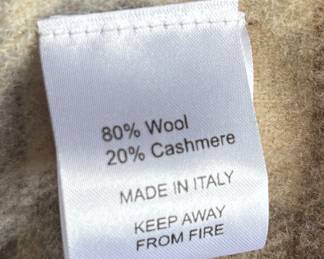 80% Wool
20% Cashmere
MADE IN ITALY
KEEP AWAY
FROM FIRE